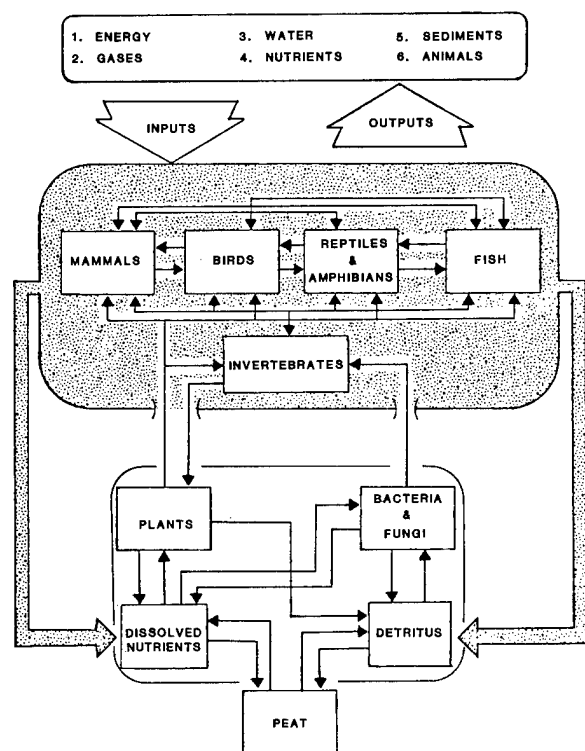 1. ENERGY 3. WATER 5. SEDIMENTS
2. GASES 4. NUTRIENTS 6. ANIMALS
INPUTS
OUTPUTS
MAMMALS
BIRDS
REPTILES
&
AMPHIBIANS
FISH
INVERTEBRATES
PLANTS
BACTERIA
&
FUNGI
DISSOLVED
NUTRIENTS
DETRITUS
PEAT